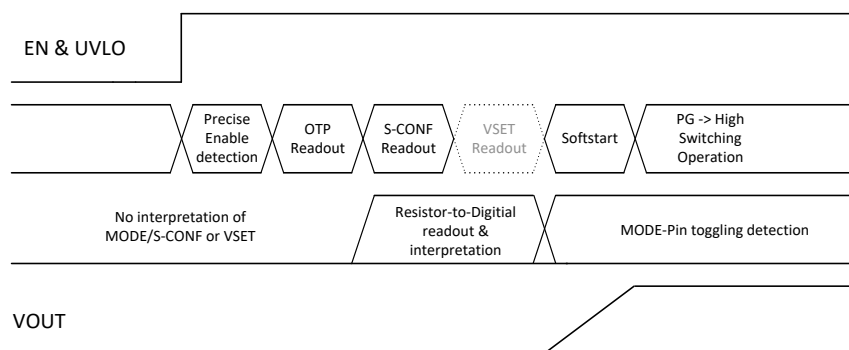 EN & UVLO
Precise
Enable
detection
OTP
Readout
S-CONF
Readout
VSET
Readout
Softstart
PG -> High
Switching
Operation
No interpretation of
MODE/S-CONF or VSET
Resistor-to-Digitial
readout &
interpretation
MODE-Pin toggling detection
VOUT